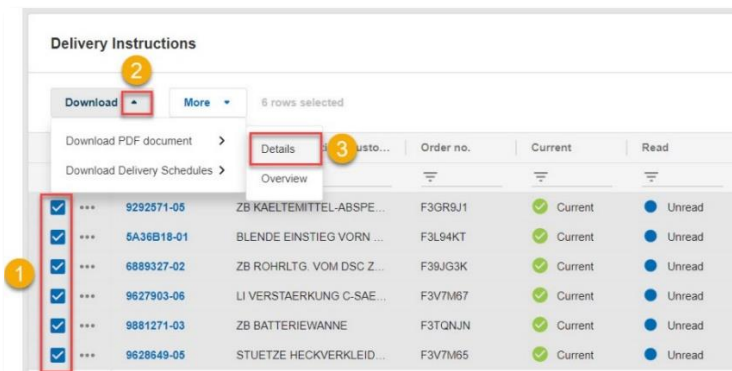 Delivery Instructions
2
Download More 6 rows selected
Download PDF document
Details 3
Download Delivery Schedules
Overview
usto... Order no. Current Read
1
9292571-05 ZB KAELTEMITTEL-ABSPE... F3GR9J1 Current Unread
5A36B18-01 BLENDE EINSTIEG VORN ... F3L94KT Current Unread
6889327-02 ZB ROHRLTG. VOM DSC Z... F39JG3K Current Unread
9627903-06 LI VERSTAERKUNG C-SAE... F3V7M67 Current Unread
9881271-03 ZB BATTERIEWANNE F3TQNJN Current Unread
9628649-05 STUETZE HECKVERKLEID... F3V7M65 Current Unread